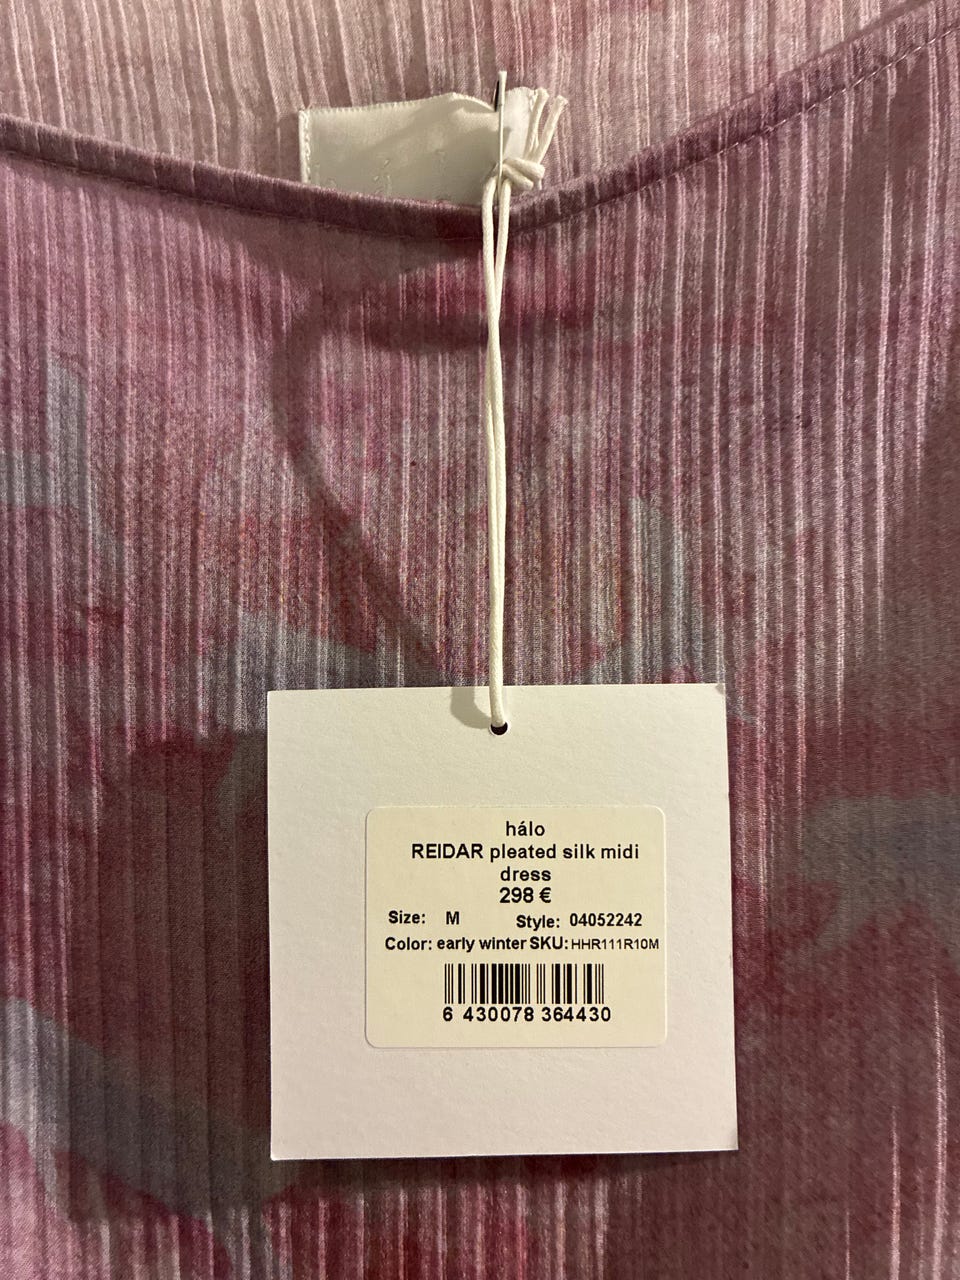 hálo
REIDAR pleated silk midi
dress
298 €
Size: M Style: 04052242
Color: early winter SKU: HHR111R10M
6 430078 364430